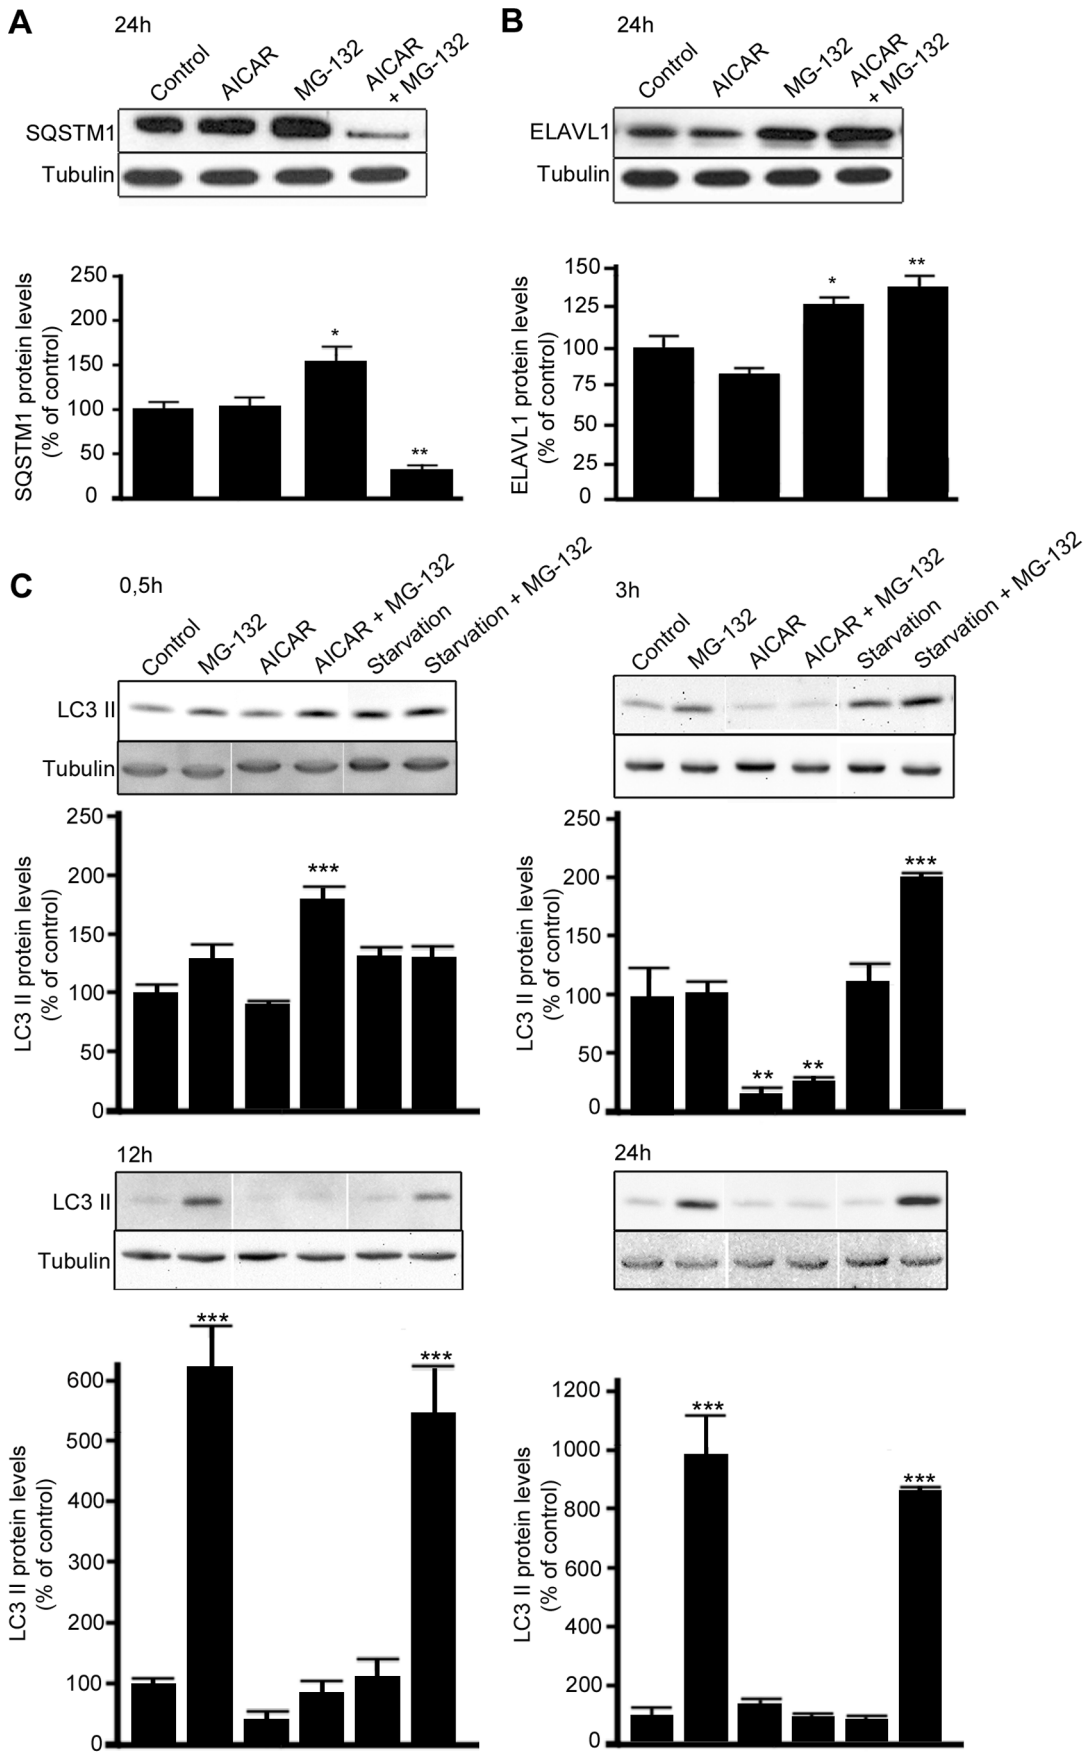 A
24h
Control
AICAR
MG-132
AICAR
+ MG-132
SQSTM1
Tubulin
SQSTM1 protein levels
(% of control)
250
200
150
100
50
0
*
**
B
24h
Control
AICAR
MG-132
AICAR
+ MG-132
ELAVL1
Tubulin
ELAVL1 protein levels
(% of control)
150
125
100
75
50
25
0
*
**
C
0,5h
Control
MG-132
AICAR
AICAR + MG-132
Starvation
Starvation + MG-132
LC3 II
Tubulin
LC3 II protein levels
(% of control)
250
200
150
100
50
0
***
3h
Control
MG-132
AICAR
AICAR + MG-132
Starvation
Starvation + MG-132
LC3 II protein levels
(% of control)
250
200
150
100
50
0
**
**
***
12h
LC3 II
Tubulin
LC3 II protein levels
(% of control)
600
500
400
300
200
100
0
***
***
24h
LC3 II protein levels
(% of control)
1200
1000
800
600
400
200
0
***
***